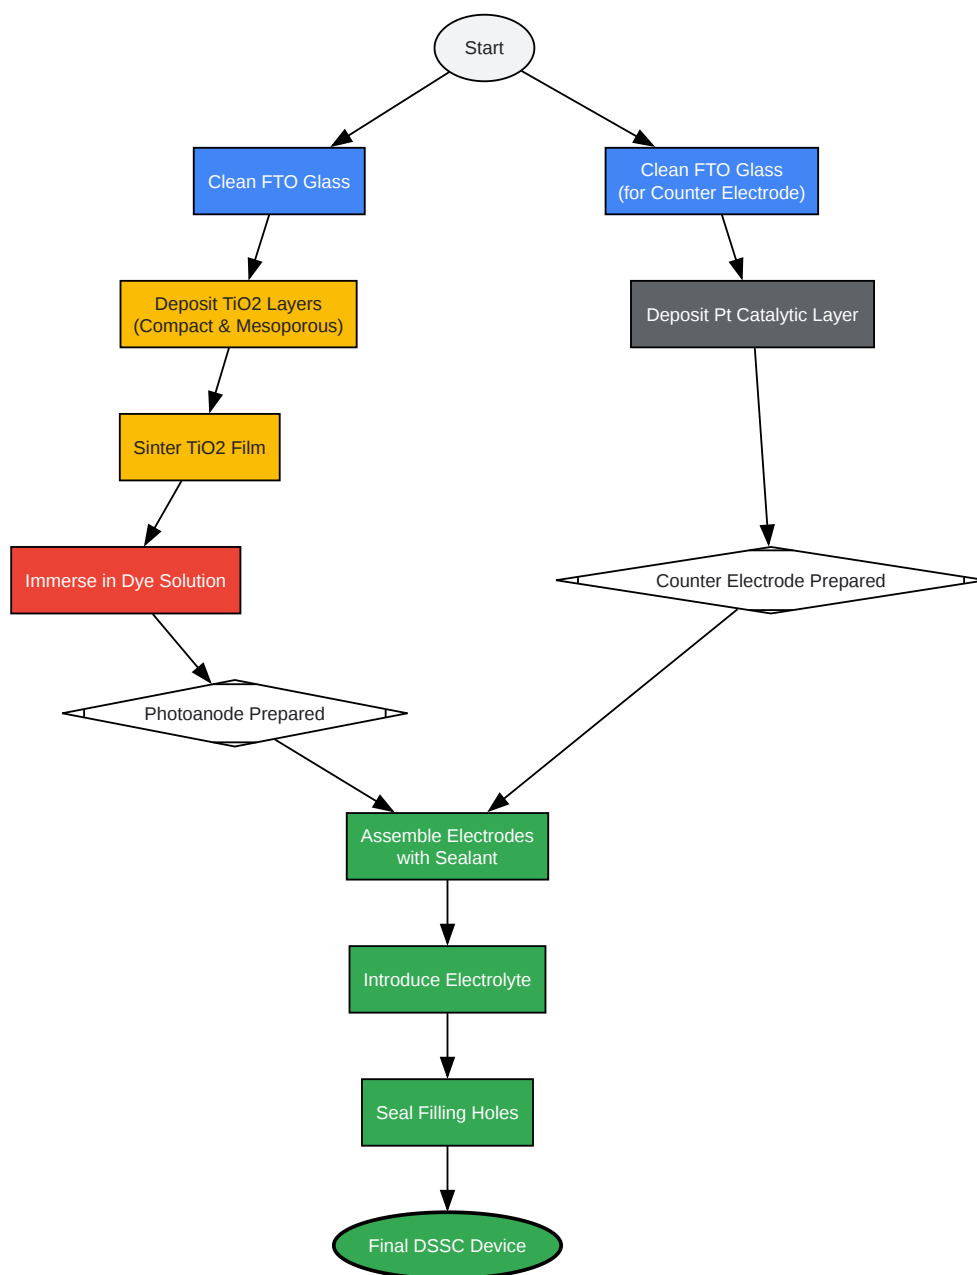 Start
Clean FTO Glass
Clean FTO Glass
(for Counter Electrode)
Deposit TiO2 Layers
(Compact & Mesoporous)
Deposit Pt Catalytic Layer
Sinter TiO2 Film
Immerse in Dye Solution
Counter Electrode Prepared
Photoanode Prepared
Assemble Electrodes
with Sealant
Introduce Electrolyte
Seal Filling Holes
Final DSSC Device